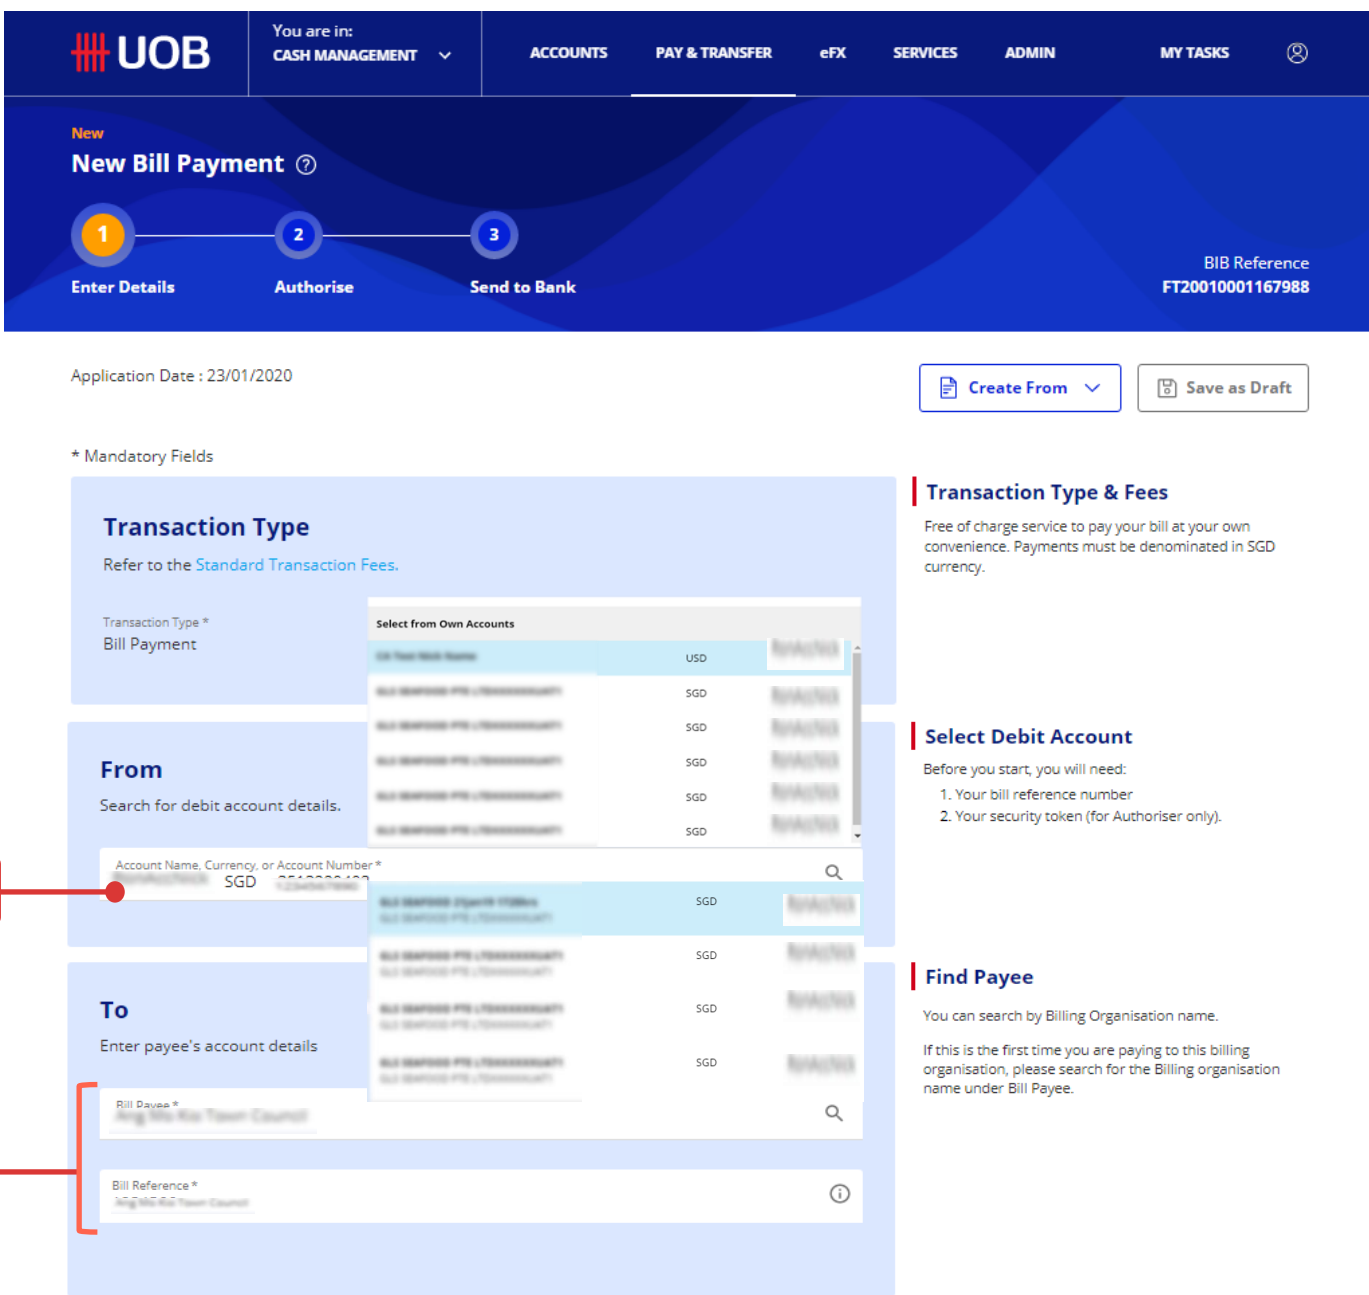 UOB
You are in:
CASH MANAGEMENT
ACCOUNTS
PAY & TRANSFER
eFX
SERVICES
ADMIN
MY TASKS
New
New Bill Payment
1
2
3
Enter Details
Authorise
Send to Bank
BIB Reference
FT20010001167988
Application Date : 23/01/2020
Create From
Save as Draft
* Mandatory Fields
Transaction Type
Refer to the Standard Transaction Fees.
Transaction Type *
Bill Payment
Select from Own Accounts
USD
SGD
SGD
SGD
SGD
SGD
Transaction Type & Fees
Free of charge service to pay your bill at your own
convenience. Payments must be denominated in SGD
currency.
From
Search for debit account details.
Account Name, Currency, or Account Number *
SGD
SGD
SGD
SGD
SGD
Select Debit Account
Before you start, you will need:
1. Your bill reference number
2. Your security token (for Authoriser only).
To
Enter payee's account details
Bill Payee *
Bill Reference *
Find Payee
You can search by Billing Organisation name.
If this is the first time you are paying to this billing
organisation, please search for the Billing organisation
name under Bill Payee.